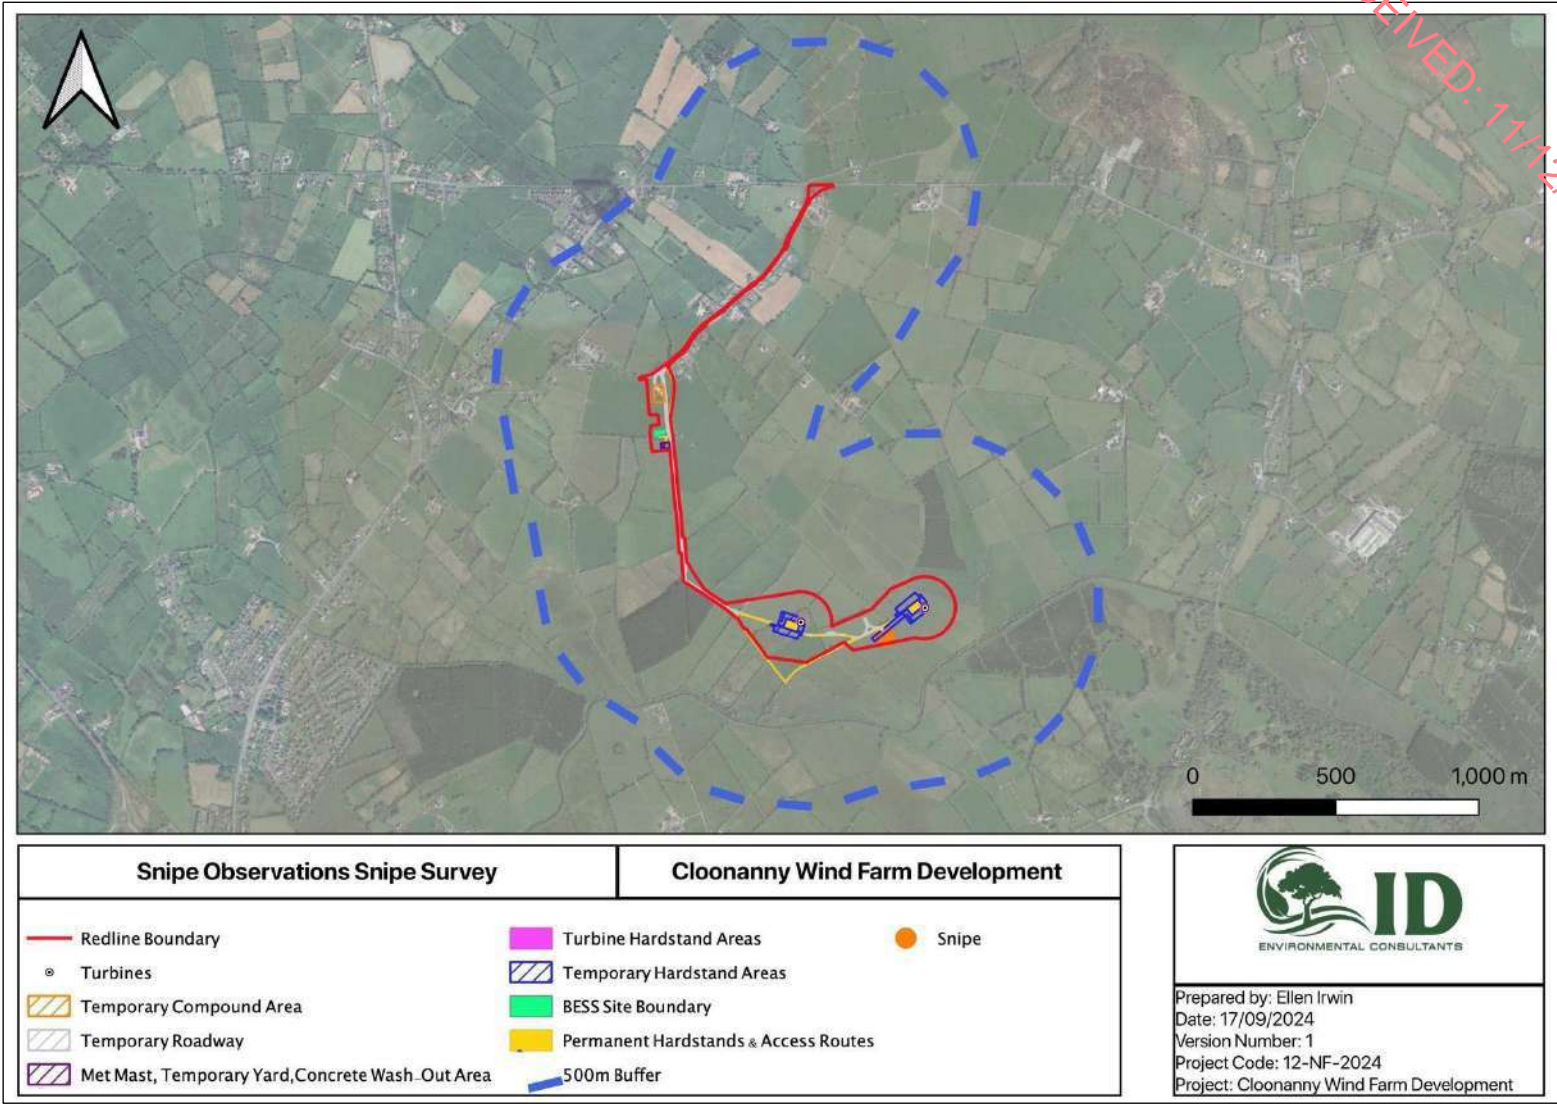 RECEIVED: 11/12
0 500 1,000 m
Snipe Observations Snipe Survey
Cloonanny Wind Farm Development
Redline Boundary
Turbines
Temporary Compound Area
Temporary Roadway
Met Mast, Temporary Yard,Concrete Wash-Out Area
Turbine Hardstand Areas
Temporary Hardstand Areas
BESS Site Boundary
Permanent Hardstands & Access Routes
500m Buffer
Snipe
ID
ENVIRONMENTAL CONSULTANTS
Prepared by: Ellen Irwin
Date: 17/09/2024
Version Number: 1
Project Code: 12-NF-2024
Project: Cloonanny Wind Farm Development